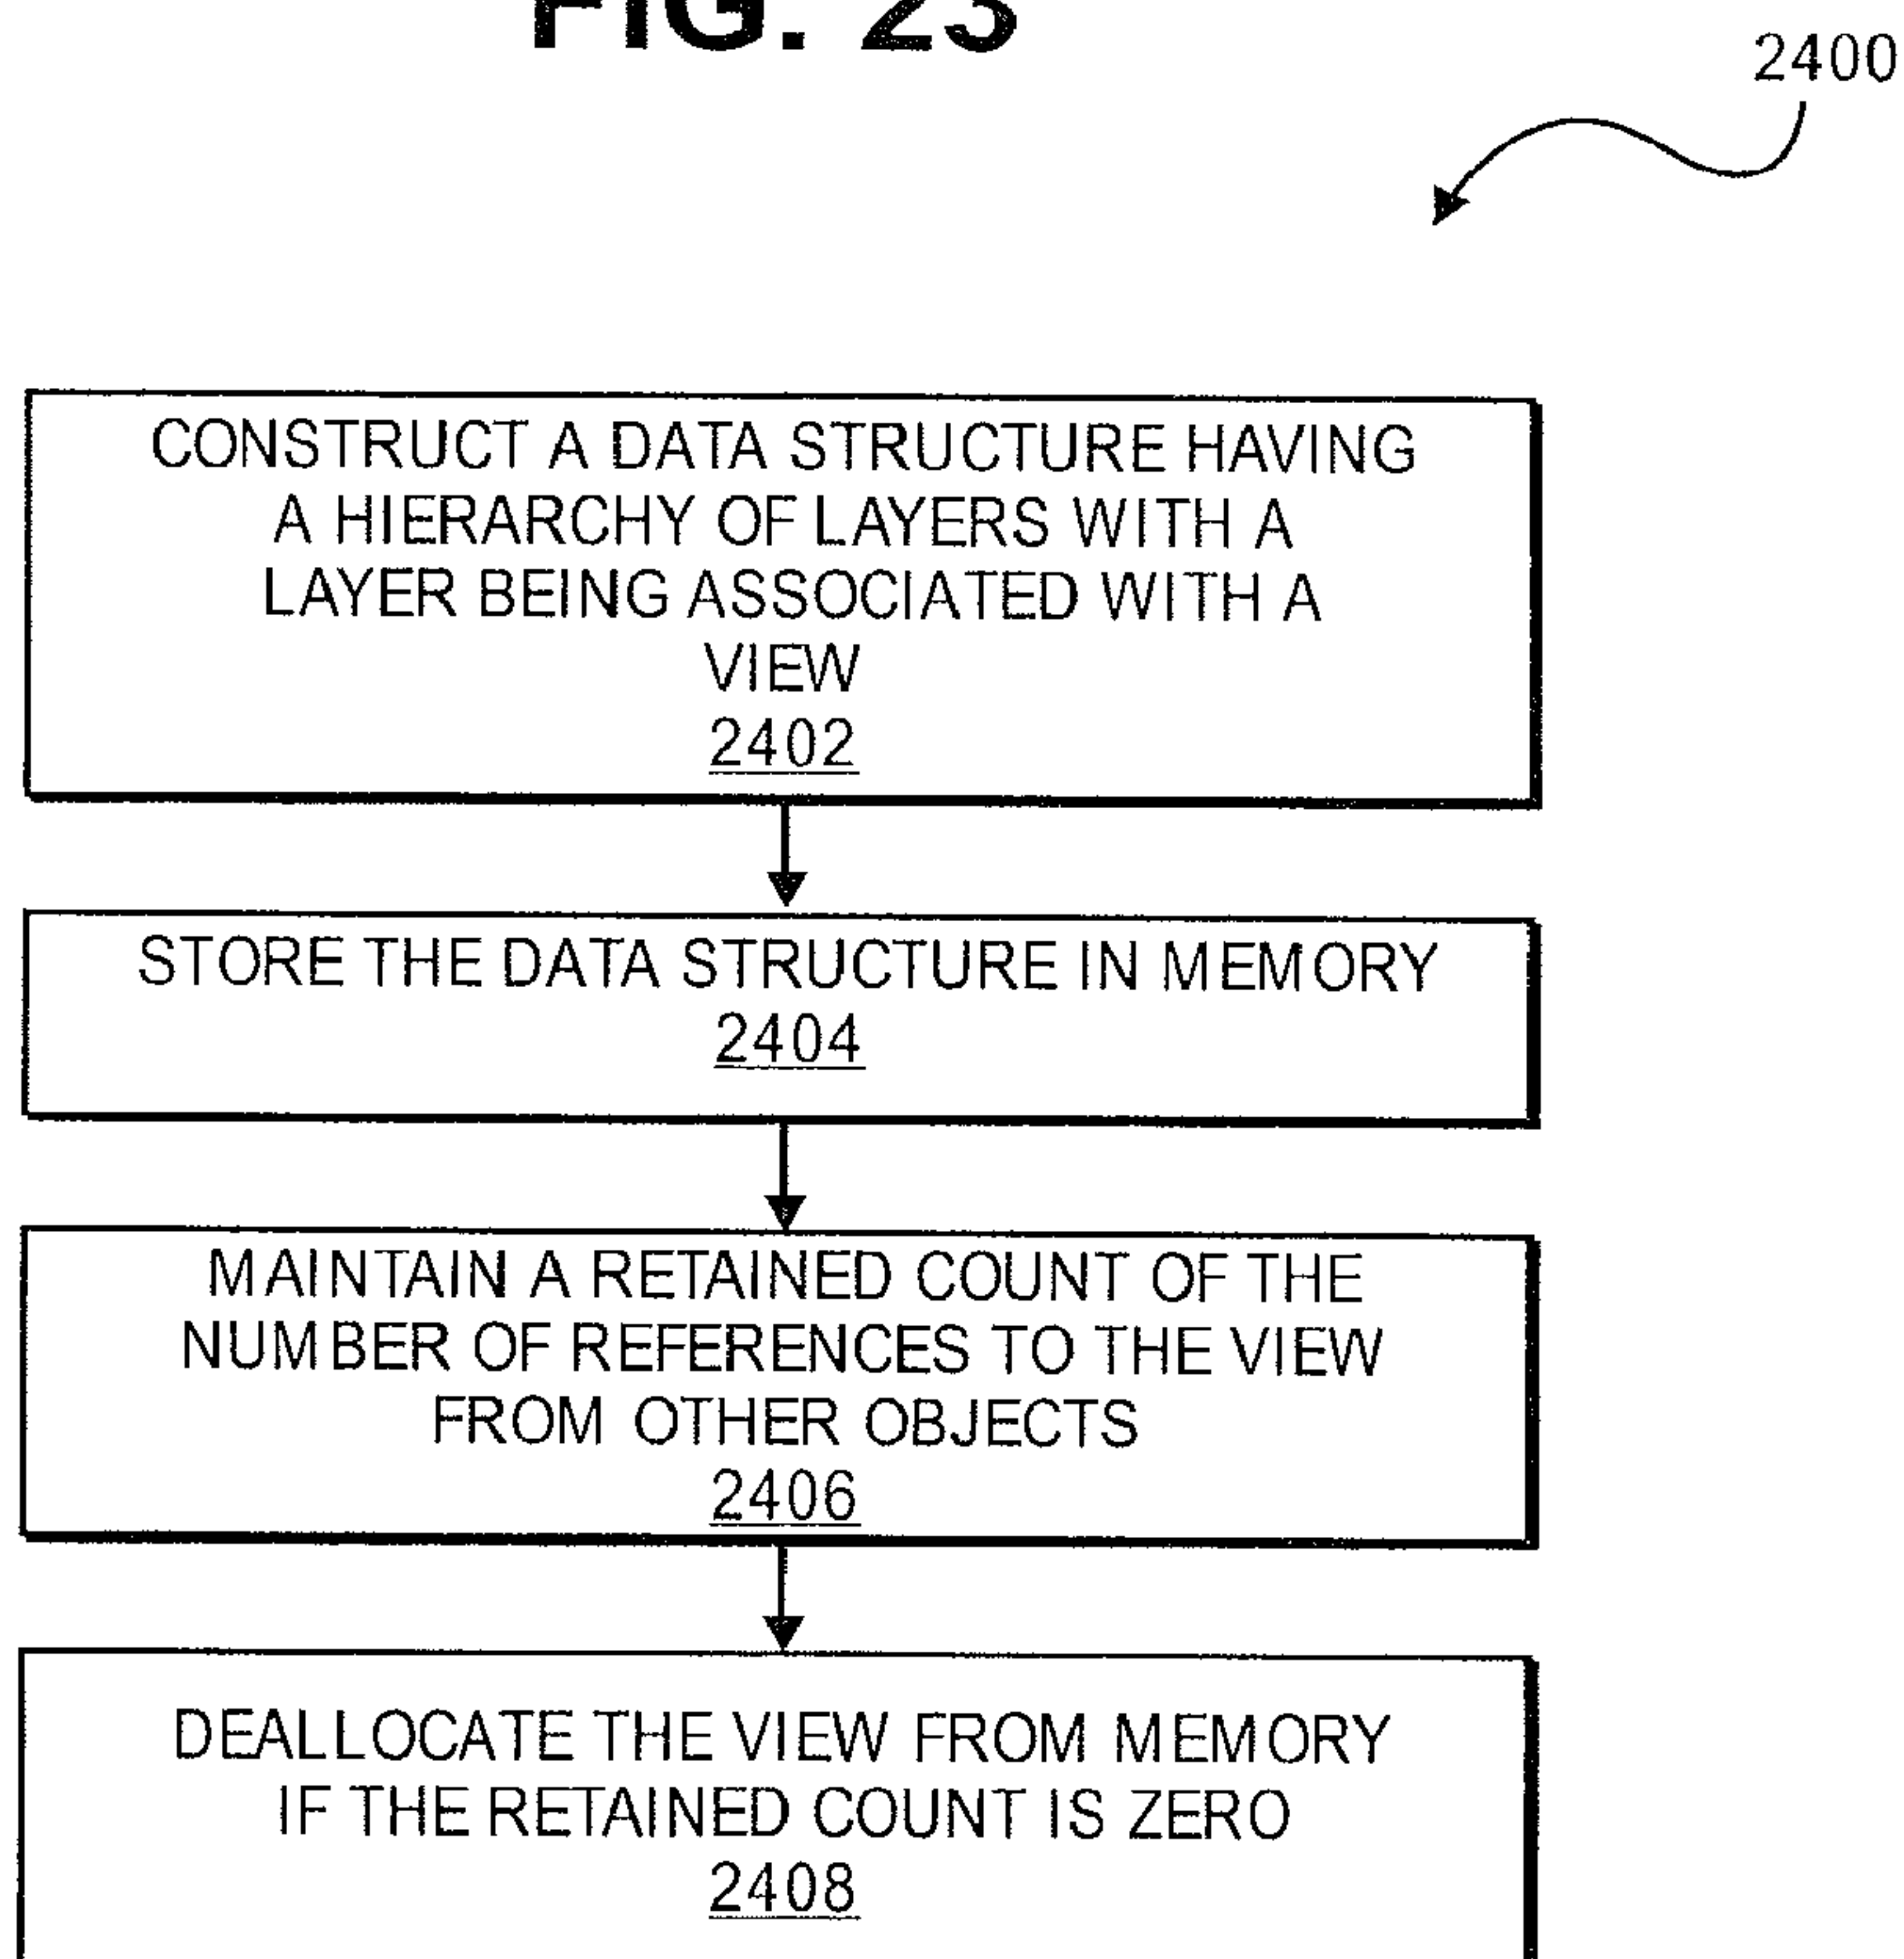 FIG. 23
2400
CONSTRUCT A DATA STRUCTURE HAVING
A HIERARCHY OF LAYERS WITH A
LAYER BEING ASSOCIATED WITH A
VIEW
2402
STORE THE DATA STRUCTURE IN MEMORY
2404
MAINTAIN A RETAINED COUNT OF THE
NUMBER OF REFERENCES TO THE VIEW
FROM OTHER OBJECTS
2406
DEALLOCATE THE VIEW FROM MEMORY
IF THE RETAINED COUNT IS ZERO
2408